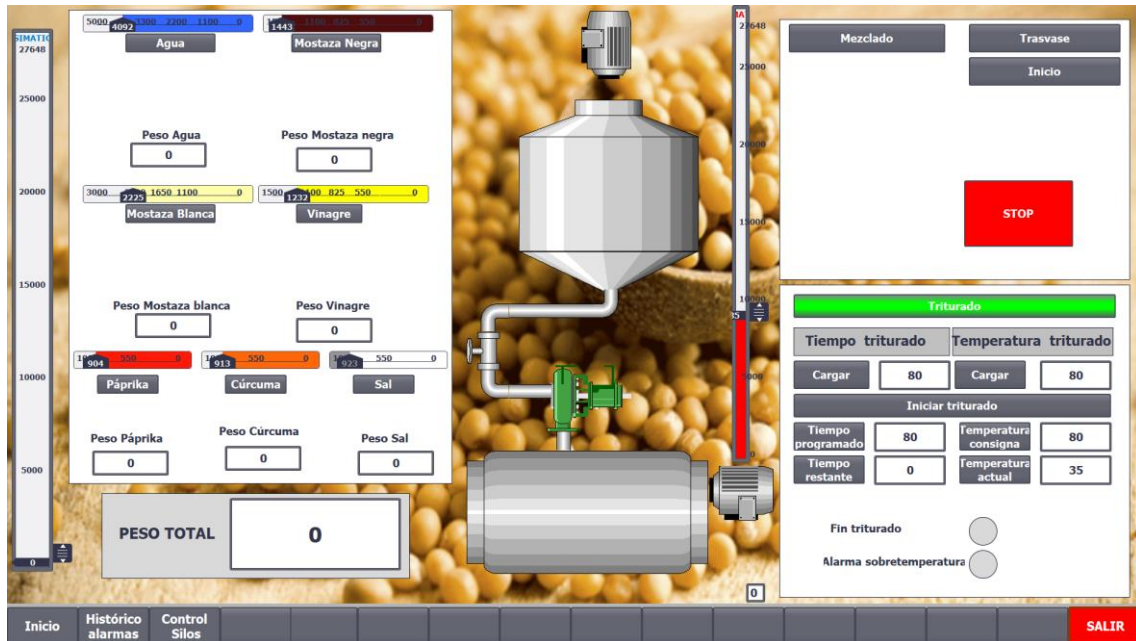 SIMATIC
27648
25000
20000
15000
10000
5000
0
5000 3300 2200 1100 0
4092
Agua
1100 825 550
1443
Mostaza Negra
Peso Agua
0
Peso Mostaza negra
0
3000 1650 1100 0
2225
Mostaza Blanca
1500 825 550 0
1232
Vinagre
Peso Mostaza blanca
0
Peso Vinagre
0
550 0
904
Páprika
550 0
913
Cúrcuma
550 0
923
Sal
Peso Páprika
0
Peso Cúrcuma
0
Peso Sal
0
PESO TOTAL
0
27648
25000
20000
15000
10000
5000
0
0
Mezclado
Trasvase
Inicio
STOP
Triturado
Tiempo triturado
Temperatura triturado
Cargar
80
Cargar
80
Iniciar triturado
Tiempo
programado
80
Temperatura
consigna
80
Tiempo
restante
0
Temperatura
actual
35
Fin triturado
Alarma sobretemperatura
Inicio
Histórico
alarmas
Control
Silos
SALIR